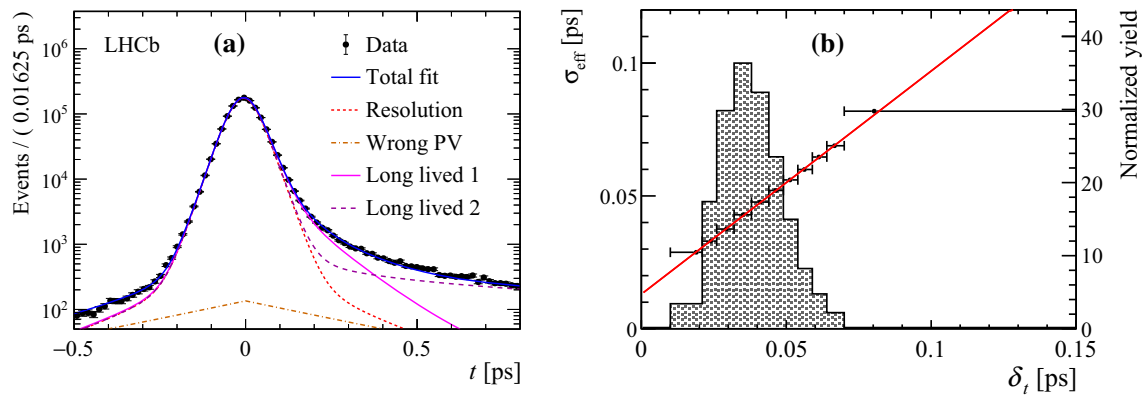 LHCb
(a)
Data
Total fit
Resolution
Wrong PV
Long lived 1
Long lived 2
Events / ( 0.01625 ps )
10^6
10^5
10^4
10^3
10^2
−0.5 0 0.5
t [ps]
(b)
σ_eff [ps]
0.1
0.05
0
0 0.05 0.1 0.15
δ_t [ps]
Normalized yield
40
30
20
10
0